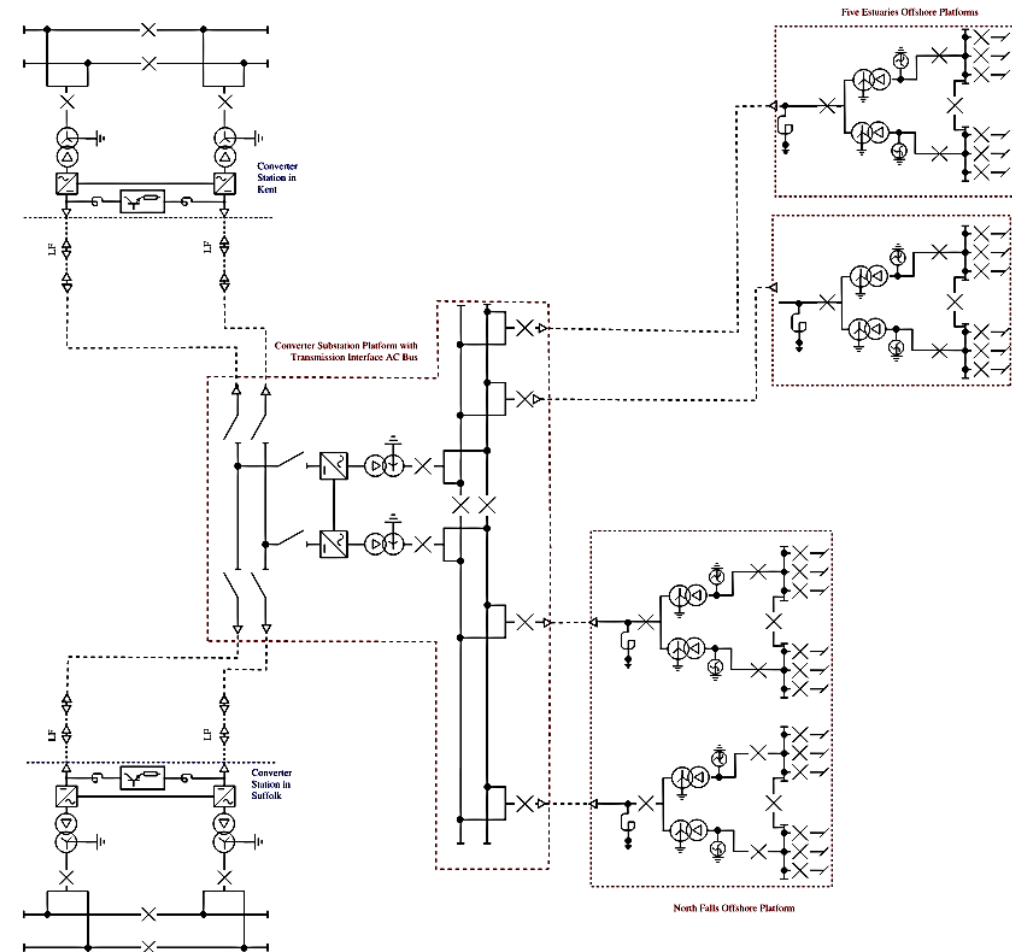 Five Estuaries Offshore Platforms
Converter
Station in
Kent
LF
LF
Converter Substation Platform with
Transmission Interface AC Bus
LF
LF
Converter
Station in
Suffolk
North Falls Offshore Platform